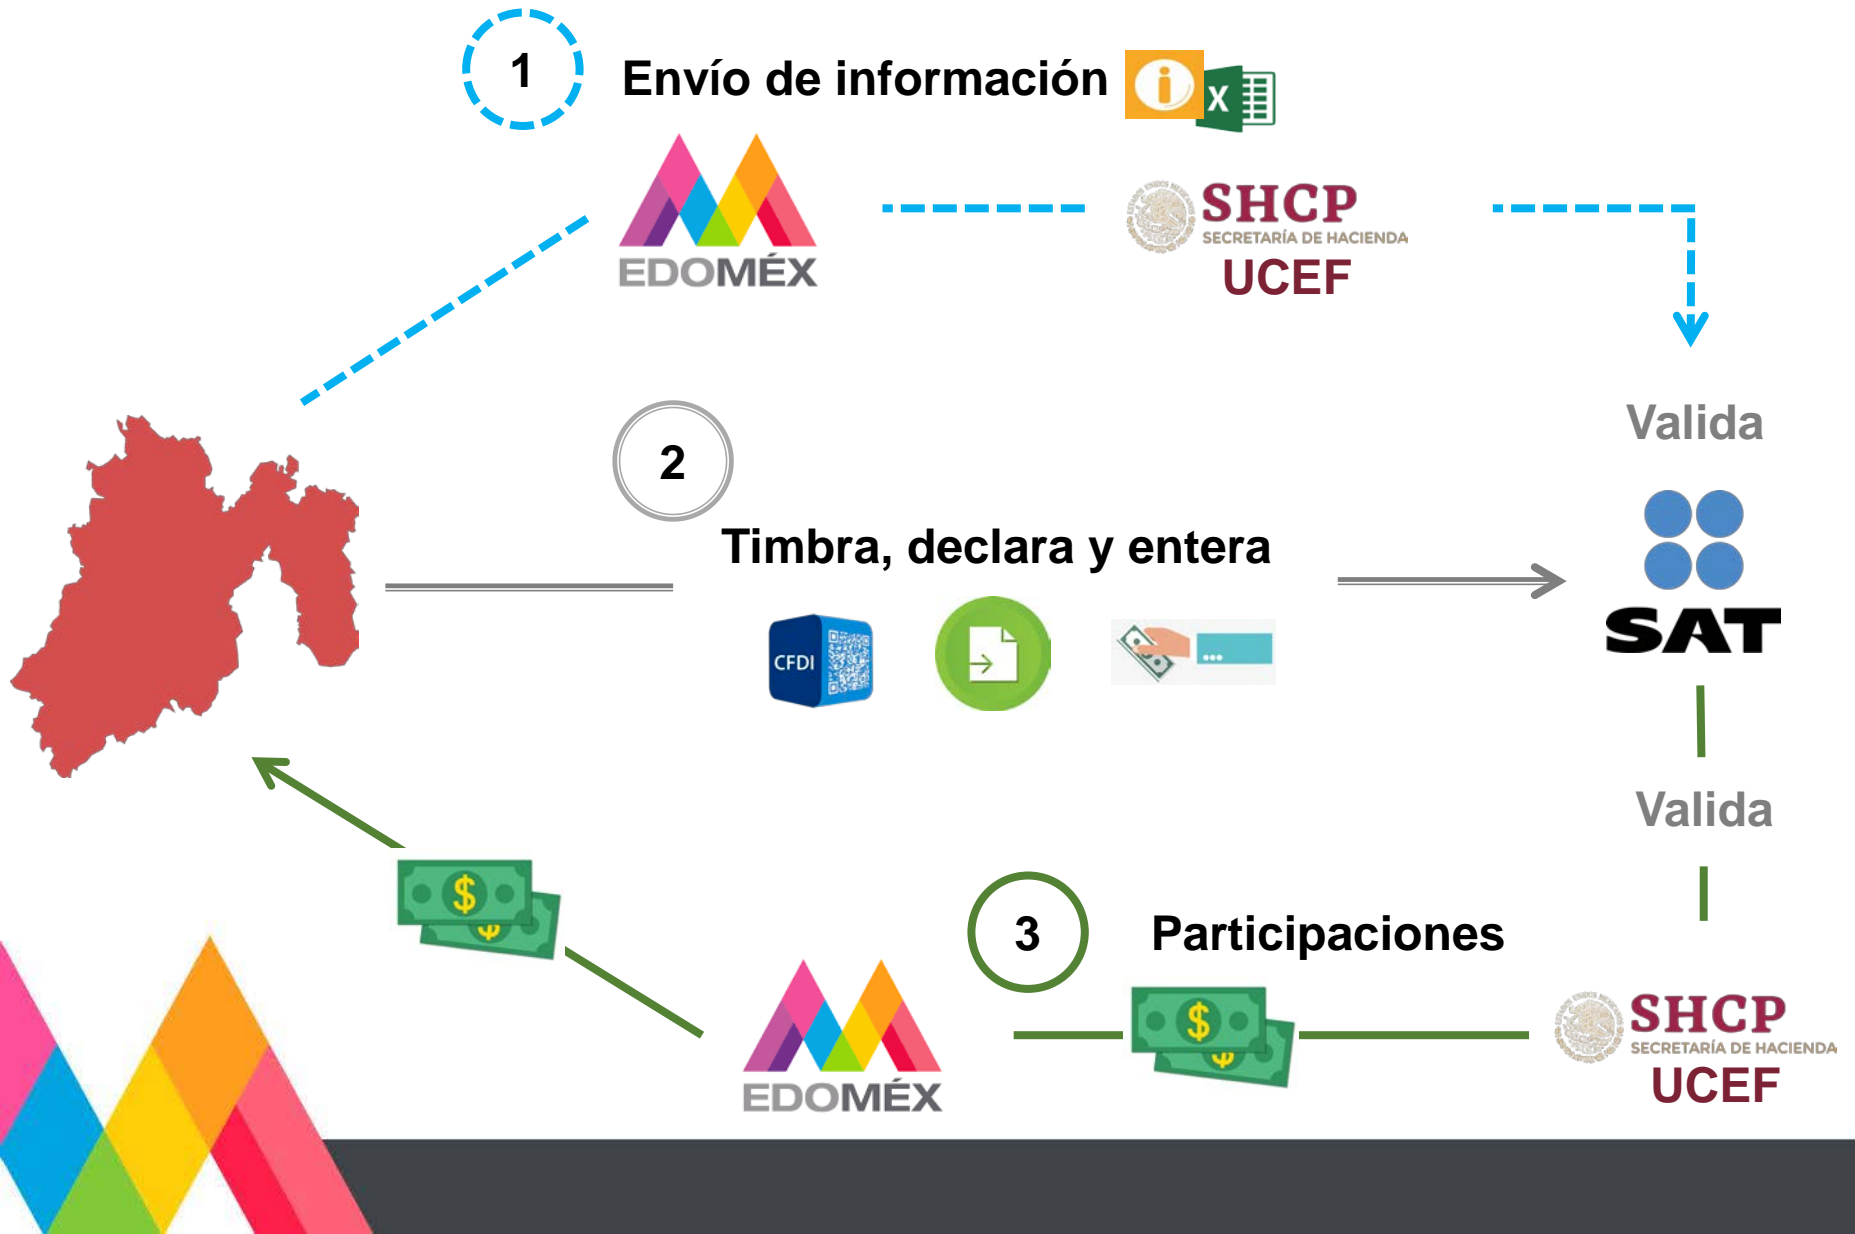 1
Envío de información
i
X
EDOMÉX
SHCP
SECRETARÍA DE HACIENDA
UCEF
Valida
2
Timbra, declara y entera
CFDI
SAT
Valida
$
$
3
Participaciones
$
$
EDOMÉX
SHCP
SECRETARÍA DE HACIENDA
UCEF